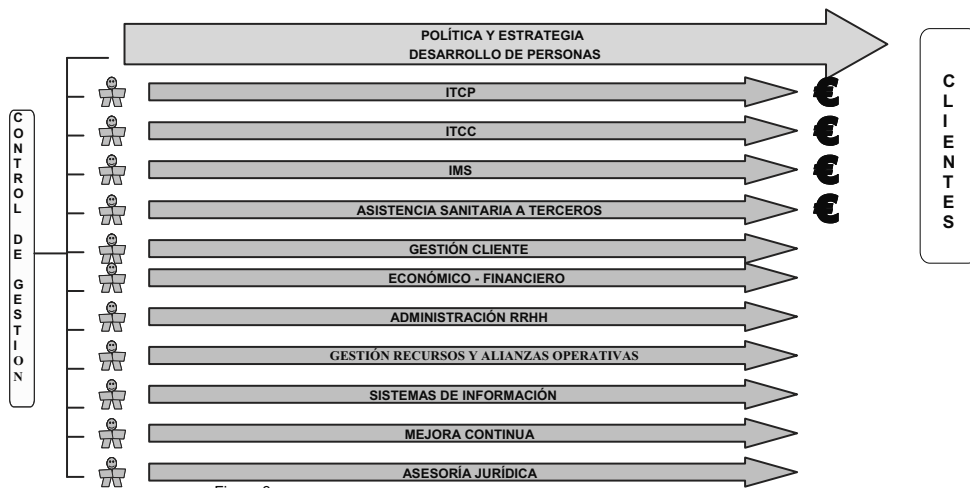 POLÍTICA Y ESTRATEGIA
DESARROLLO DE PERSONAS
CONTROL DE GESTION
ITCP
€
ITCC
€
IMS
€
ASISTENCIA SANITARIA A TERCEROS
€
GESTIÓN CLIENTE
ECONÓMICO - FINANCIERO
ADMINISTRACIÓN RRHH
GESTIÓN RECURSOS Y ALIANZAS OPERATIVAS
SISTEMAS DE INFORMACIÓN
MEJORA CONTINUA
ASESORÍA JURÍDICA
CLIENTES